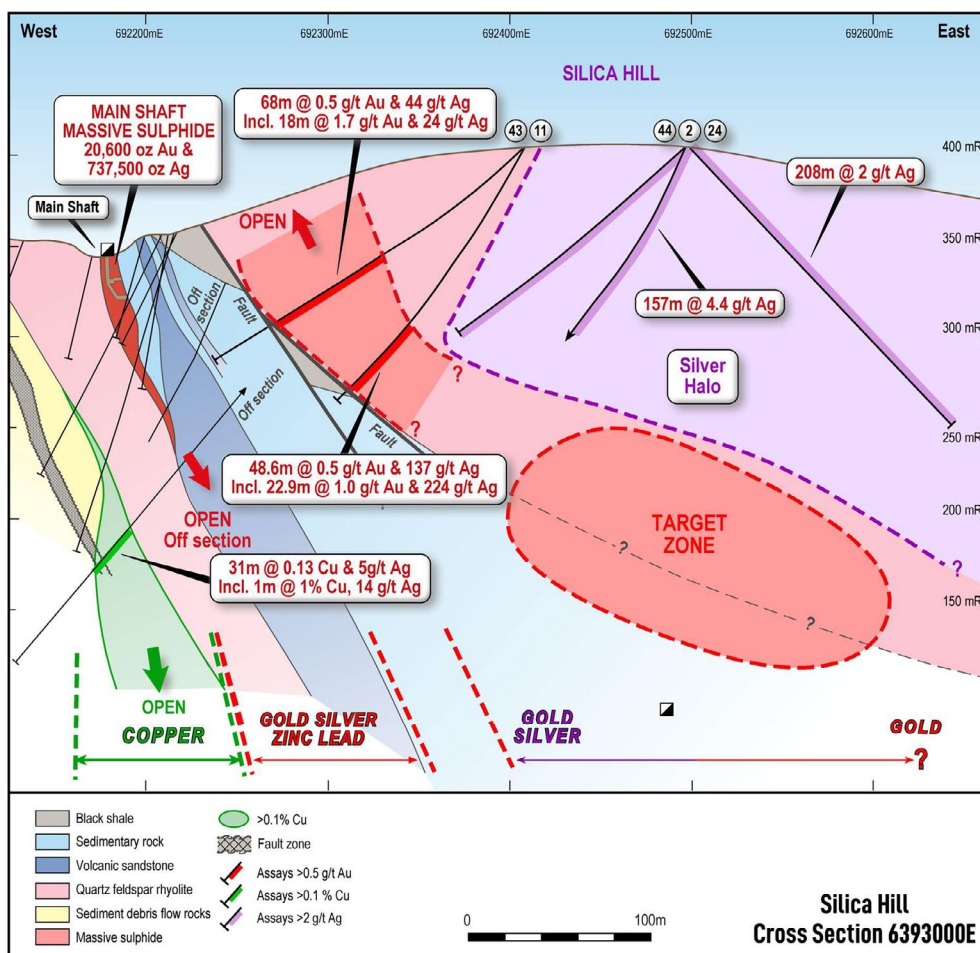 West
692200mE
692300mE
692400mE
692500mE
692600mE
East
SILICA HILL
68m @ 0.5 g/t Au & 44 g/t Ag
Incl. 18m @ 1.7 g/t Au & 24 g/t Ag
MAIN SHAFT
MASSIVE SULPHIDE
20,600 oz Au &
737,500 oz Ag
43
11
44
2
24
400 mR
208m @ 2 g/t Ag
Main Shaft
OPEN
350 mR
Off
section
Fault
157m @ 4.4 g/t Ag
300 mR
Off section
Silver
Halo
?
?
Fault
250 mR
48.6m @ 0.5 g/t Au & 137 g/t Ag
Incl. 22.9m @ 1.0 g/t Au & 224 g/t Ag
OPEN
Off section
200 mR
TARGET
ZONE
?
31m @ 0.13 Cu & 5g/t Ag
Incl. 1m @ 1% Cu, 14 g/t Ag
?
150 mR
?
OPEN
COPPER
GOLD SILVER
ZINC LEAD
GOLD
SILVER
GOLD
?
Black shale
Sedimentary rock
Volcanic sandstone
Quartz feldspar rhyolite
Sediment debris flow rocks
Massive sulphide
>0.1% Cu
Fault zone
Assays >0.5 g/t Au
Assays >0.1 % Cu
Assays >2 g/t Ag
0
100m
Silica Hill
Cross Section 6393000E